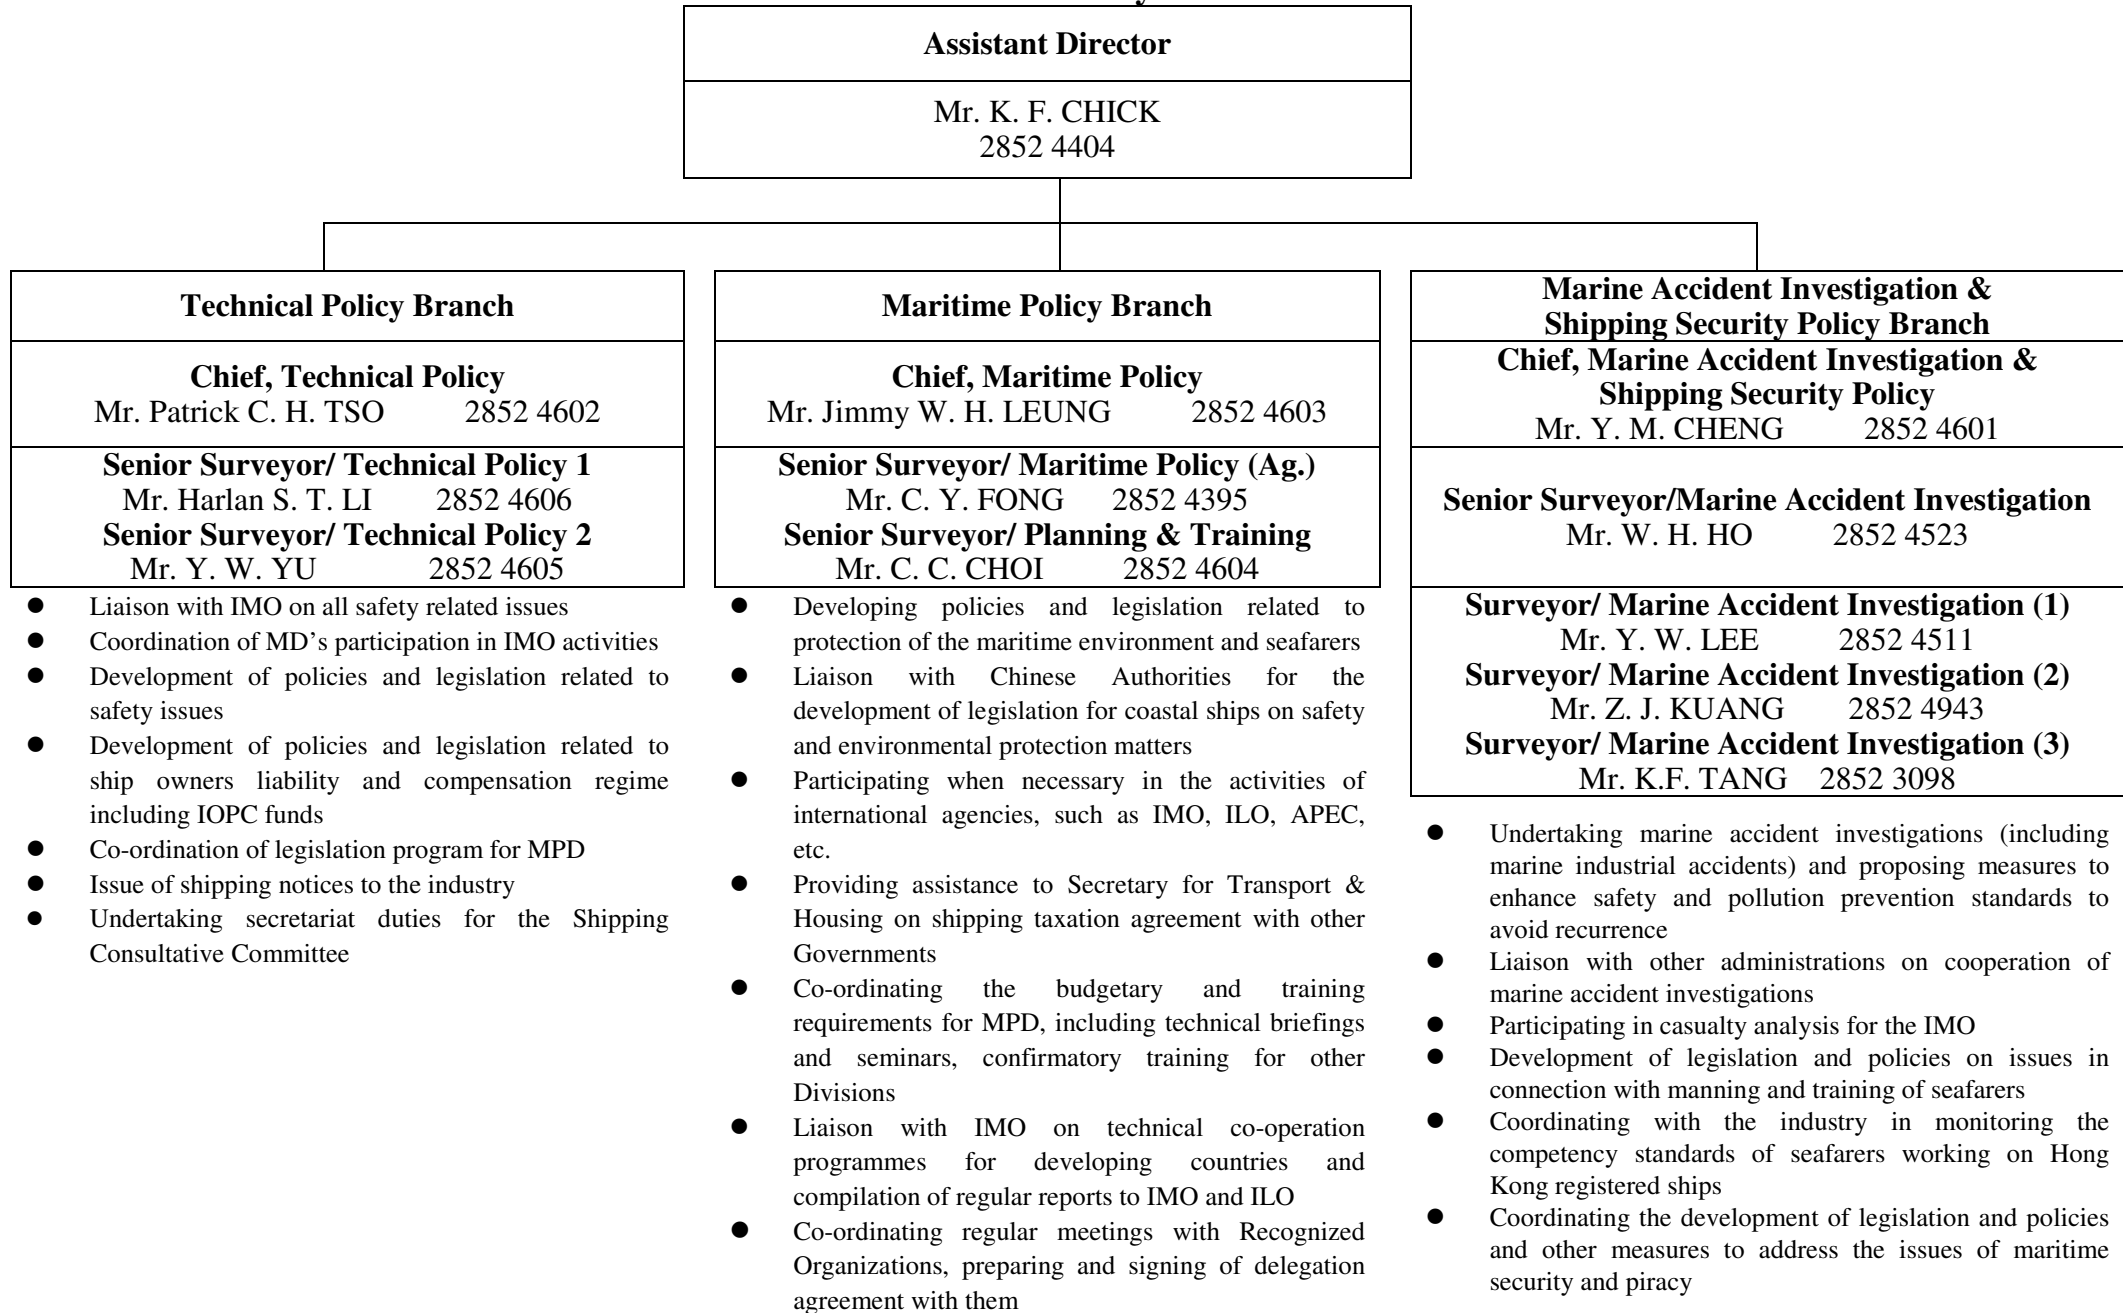 Assistant Director
Mr. K. F. CHICK
2852 4404
Technical Policy Branch
Chief, Technical Policy
Mr. Patrick C. H. TSO 2852 4602
Senior Surveyor/ Technical Policy 1
Mr. Harlan S. T. LI 2852 4606
Senior Surveyor/ Technical Policy 2
Mr. Y. W. YU 2852 4605
● Liaison with IMO on all safety related issues
● Coordination of MD’s participation in IMO activities
● Development of policies and legislation related to
safety issues
● Development of policies and legislation related to
ship owners liability and compensation regime
including IOPC funds
● Co-ordination of legislation program for MPD
● Issue of shipping notices to the industry
● Undertaking secretariat duties for the Shipping
Consultative Committee
Maritime Policy Branch
Chief, Maritime Policy
Mr. Jimmy W. H. LEUNG 2852 4603
Senior Surveyor/ Maritime Policy (Ag.)
Mr. C. Y. FONG 2852 4395
Senior Surveyor/ Planning & Training
Mr. C. C. CHOI 2852 4604
● Developing policies and legislation related to
protection of the maritime environment and seafarers
● Liaison with Chinese Authorities for the
development of legislation for coastal ships on safety
and environmental protection matters
● Participating when necessary in the activities of
international agencies, such as IMO, ILO, APEC,
etc.
● Providing assistance to Secretary for Transport &
Housing on shipping taxation agreement with other
Governments
● Co-ordinating the budgetary and training
requirements for MPD, including technical briefings
and seminars, confirmatory training for other
Divisions
● Liaison with IMO on technical co-operation
programmes for developing countries and
compilation of regular reports to IMO and ILO
● Co-ordinating regular meetings with Recognized
Organizations, preparing and signing of delegation
agreement with them
Marine Accident Investigation &
Shipping Security Policy Branch
Chief, Marine Accident Investigation &
Shipping Security Policy
Mr. Y. M. CHENG 2852 4601
Senior Surveyor/Marine Accident Investigation
Mr. W. H. HO 2852 4523
Surveyor/ Marine Accident Investigation (1)
Mr. Y. W. LEE 2852 4511
Surveyor/ Marine Accident Investigation (2)
Mr. Z. J. KUANG 2852 4943
Surveyor/ Marine Accident Investigation (3)
Mr. K.F. TANG 2852 3098
● Undertaking marine accident investigations (including
marine industrial accidents) and proposing measures to
enhance safety and pollution prevention standards to
avoid recurrence
● Liaison with other administrations on cooperation of
marine accident investigations
● Participating in casualty analysis for the IMO
● Development of legislation and policies on issues in
connection with manning and training of seafarers
● Coordinating with the industry in monitoring the
competency standards of seafarers working on Hong
Kong registered ships
● Coordinating the development of legislation and policies
and other measures to address the issues of maritime
security and piracy